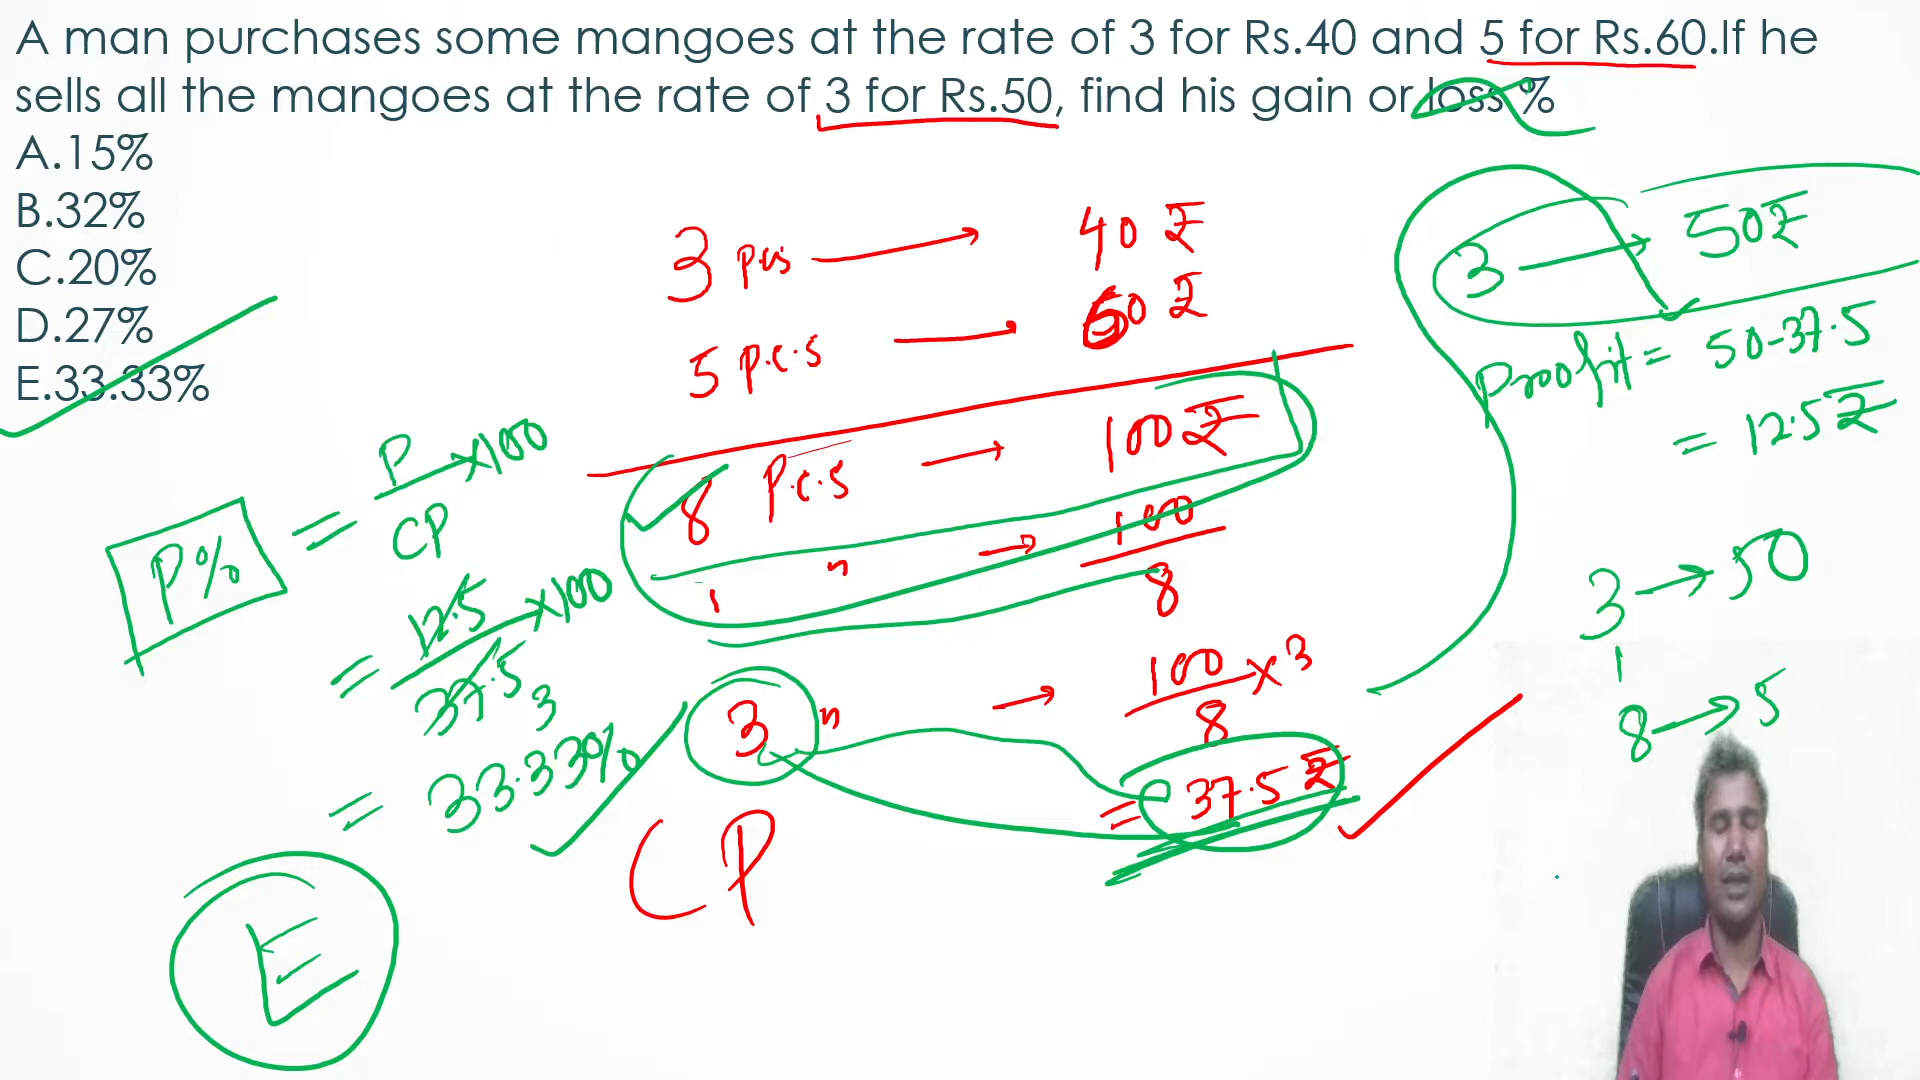 A man purchases some mangoes at the rate of 3 for Rs.40 and 5 for Rs.60.If he
sells all the mangoes at the rate of 3 for Rs.50, find his gain or loss %
A.15%
B.32%
C.20%
D.27%
E.33.33%
3 pcs → 40 ₹
5 p.c.s → 60 ₹
8 P.c.s → 100 ₹
1 " → 100/8
3 " → 100/8 × 3
= 37.5 ₹
CP
P% = P/CP ×100
= 12.5/37.5 ×100
3
= 33.33%
E
3 → 50₹
Proofit = 50-37.5
= 12.5₹
3 → 50
1
8 → 5